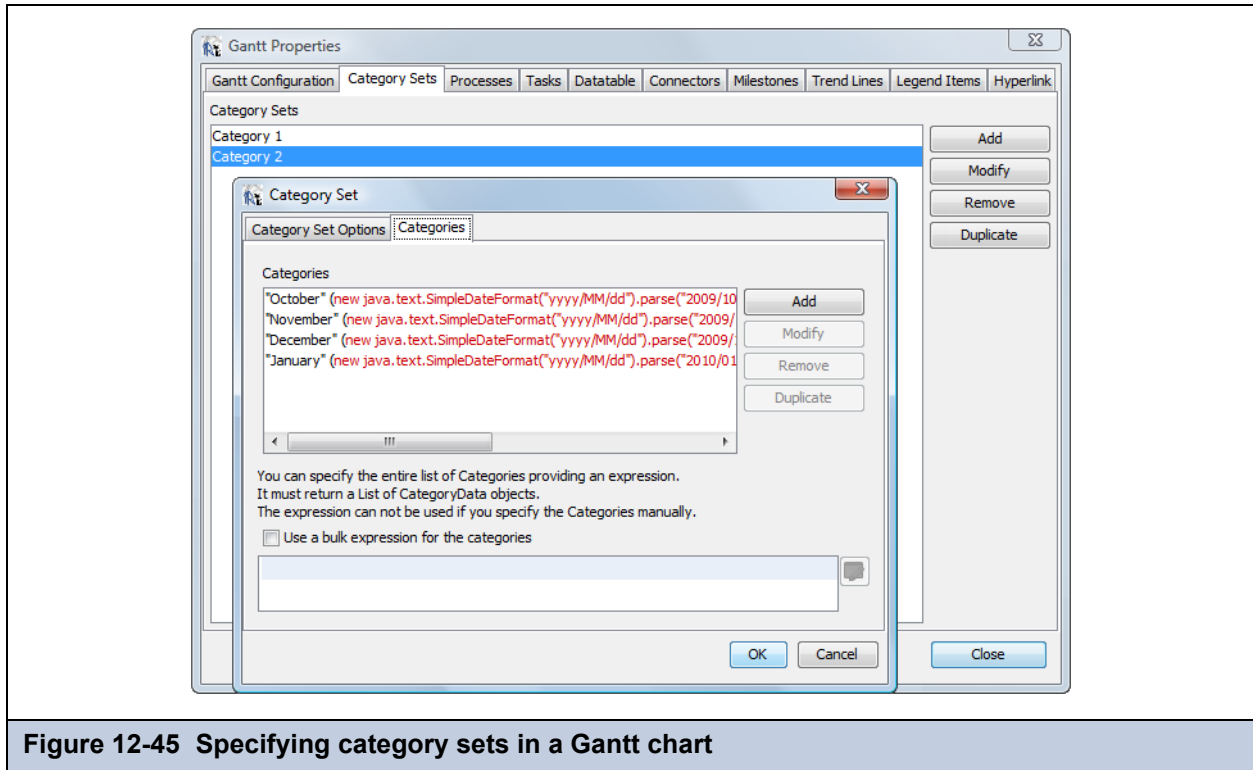 Gantt Properties
Gantt Configuration Category Sets Processes Tasks Datatable Connectors Milestones Trend Lines Legend Items Hyperlink
Category Sets
Category 1
Category 2
Add
Modify
Remove
Duplicate
Category Set
Category Set Options Categories
Categories
"October" (new java.text.SimpleDateFormat("yyyy/MM/dd").parse("2009/10
"November" (new java.text.SimpleDateFormat("yyyy/MM/dd").parse("2009/
"December" (new java.text.SimpleDateFormat("yyyy/MM/dd").parse("2009/
"January" (new java.text.SimpleDateFormat("yyyy/MM/dd").parse("2010/01
Add
Modify
Remove
Duplicate
You can specify the entire list of Categories providing an expression.
It must return a List of CategoryData objects.
The expression can not be used if you specify the Categories manually.
Use a bulk expression for the categories
OK Cancel
Close
Figure 12-45 Specifying category sets in a Gantt chart